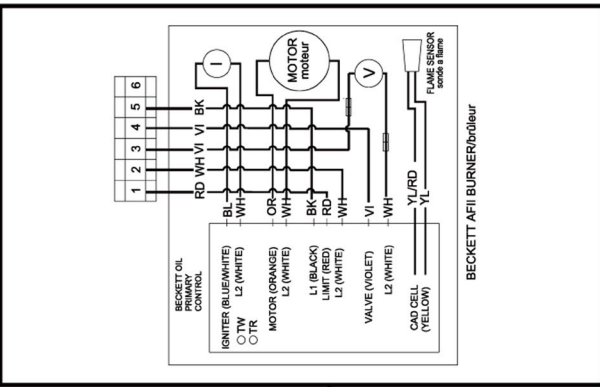 6
5
4
3
2
1
BK
VI
VI
WH
RD
I
MOTOR
moteur
V
FLAME SENSOR
sonde a flame
BL
WH
OR
WH
BK
RD
WH
VI
WH
YL/RD
YL
BECKETT OIL
PRIMARY
CONTROL
IGNITER (BLUE/WHITE)
L2 (WHITE)
TW
TR
MOTOR (ORANGE)
L2 (WHITE)
L1 (BLACK)
LIMIT (RED)
L2 (WHITE)
VALVE (VIOLET)
L2 (WHITE)
CAD CELL
(YELLOW)
BECKETT AFII BURNER/brûleur